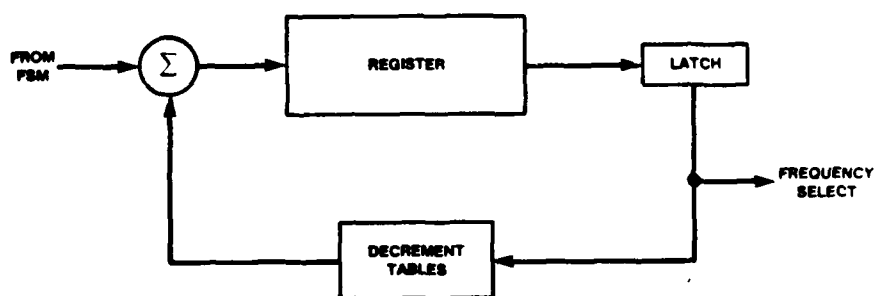 FROM
FSM
Σ
REGISTER
LATCH
FREQUENCY
SELECT
DECREMENT
TABLES